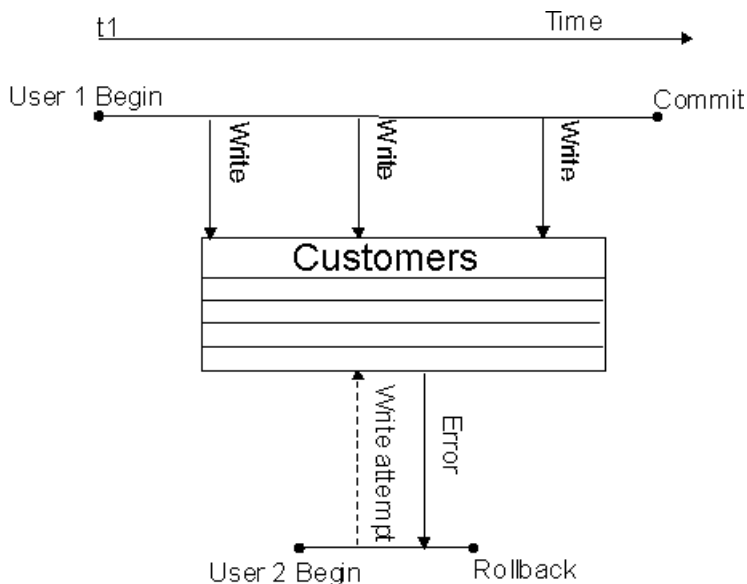 t1
Time
User 1 Begin
Commit
Write
Write
Write
Customers
Write attempt
Error
User 2 Begin
Rollback